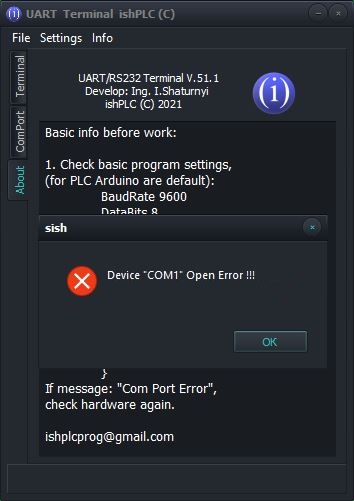 UART Terminal ishPLC (C)
File Settings Info
Terminal
ComPort
About
UART/RS232 Terminal V.51.1
Develop: Ing. I.Shaturnyi
ishPLC (C) 2021
Basic info before work:
1. Check basic program settings,
(for PLC Arduino are default):
BaudRate 9600
DataBits 8
sish
Device "COM1" Open Error !!!
OK
}
If message: "Com Port Error",
check hardware again.
ishplcprog@gmail.com